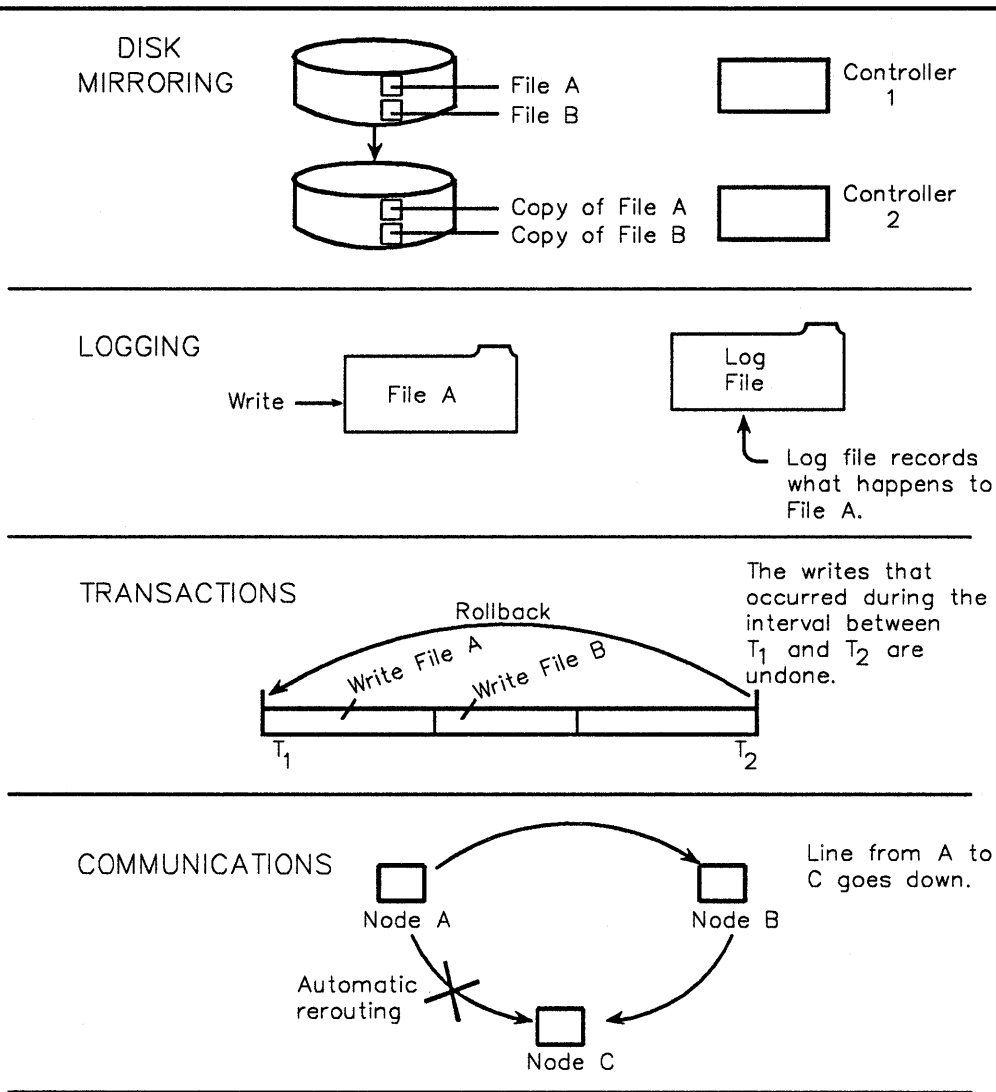 DISK
MIRRORING
File A
File B
Controller
1
Copy of File A
Copy of File B
Controller
2
LOGGING
Write
File A
Log
File
Log file records
what happens to
File A.
TRANSACTIONS
Rollback
Write File A
Write File B
T1
T2
The writes that
occurred during the
interval between
T1 and T2 are
undone.
COMMUNICATIONS
Node A
Node B
Line from A to
C goes down.
Automatic
rerouting
Node C